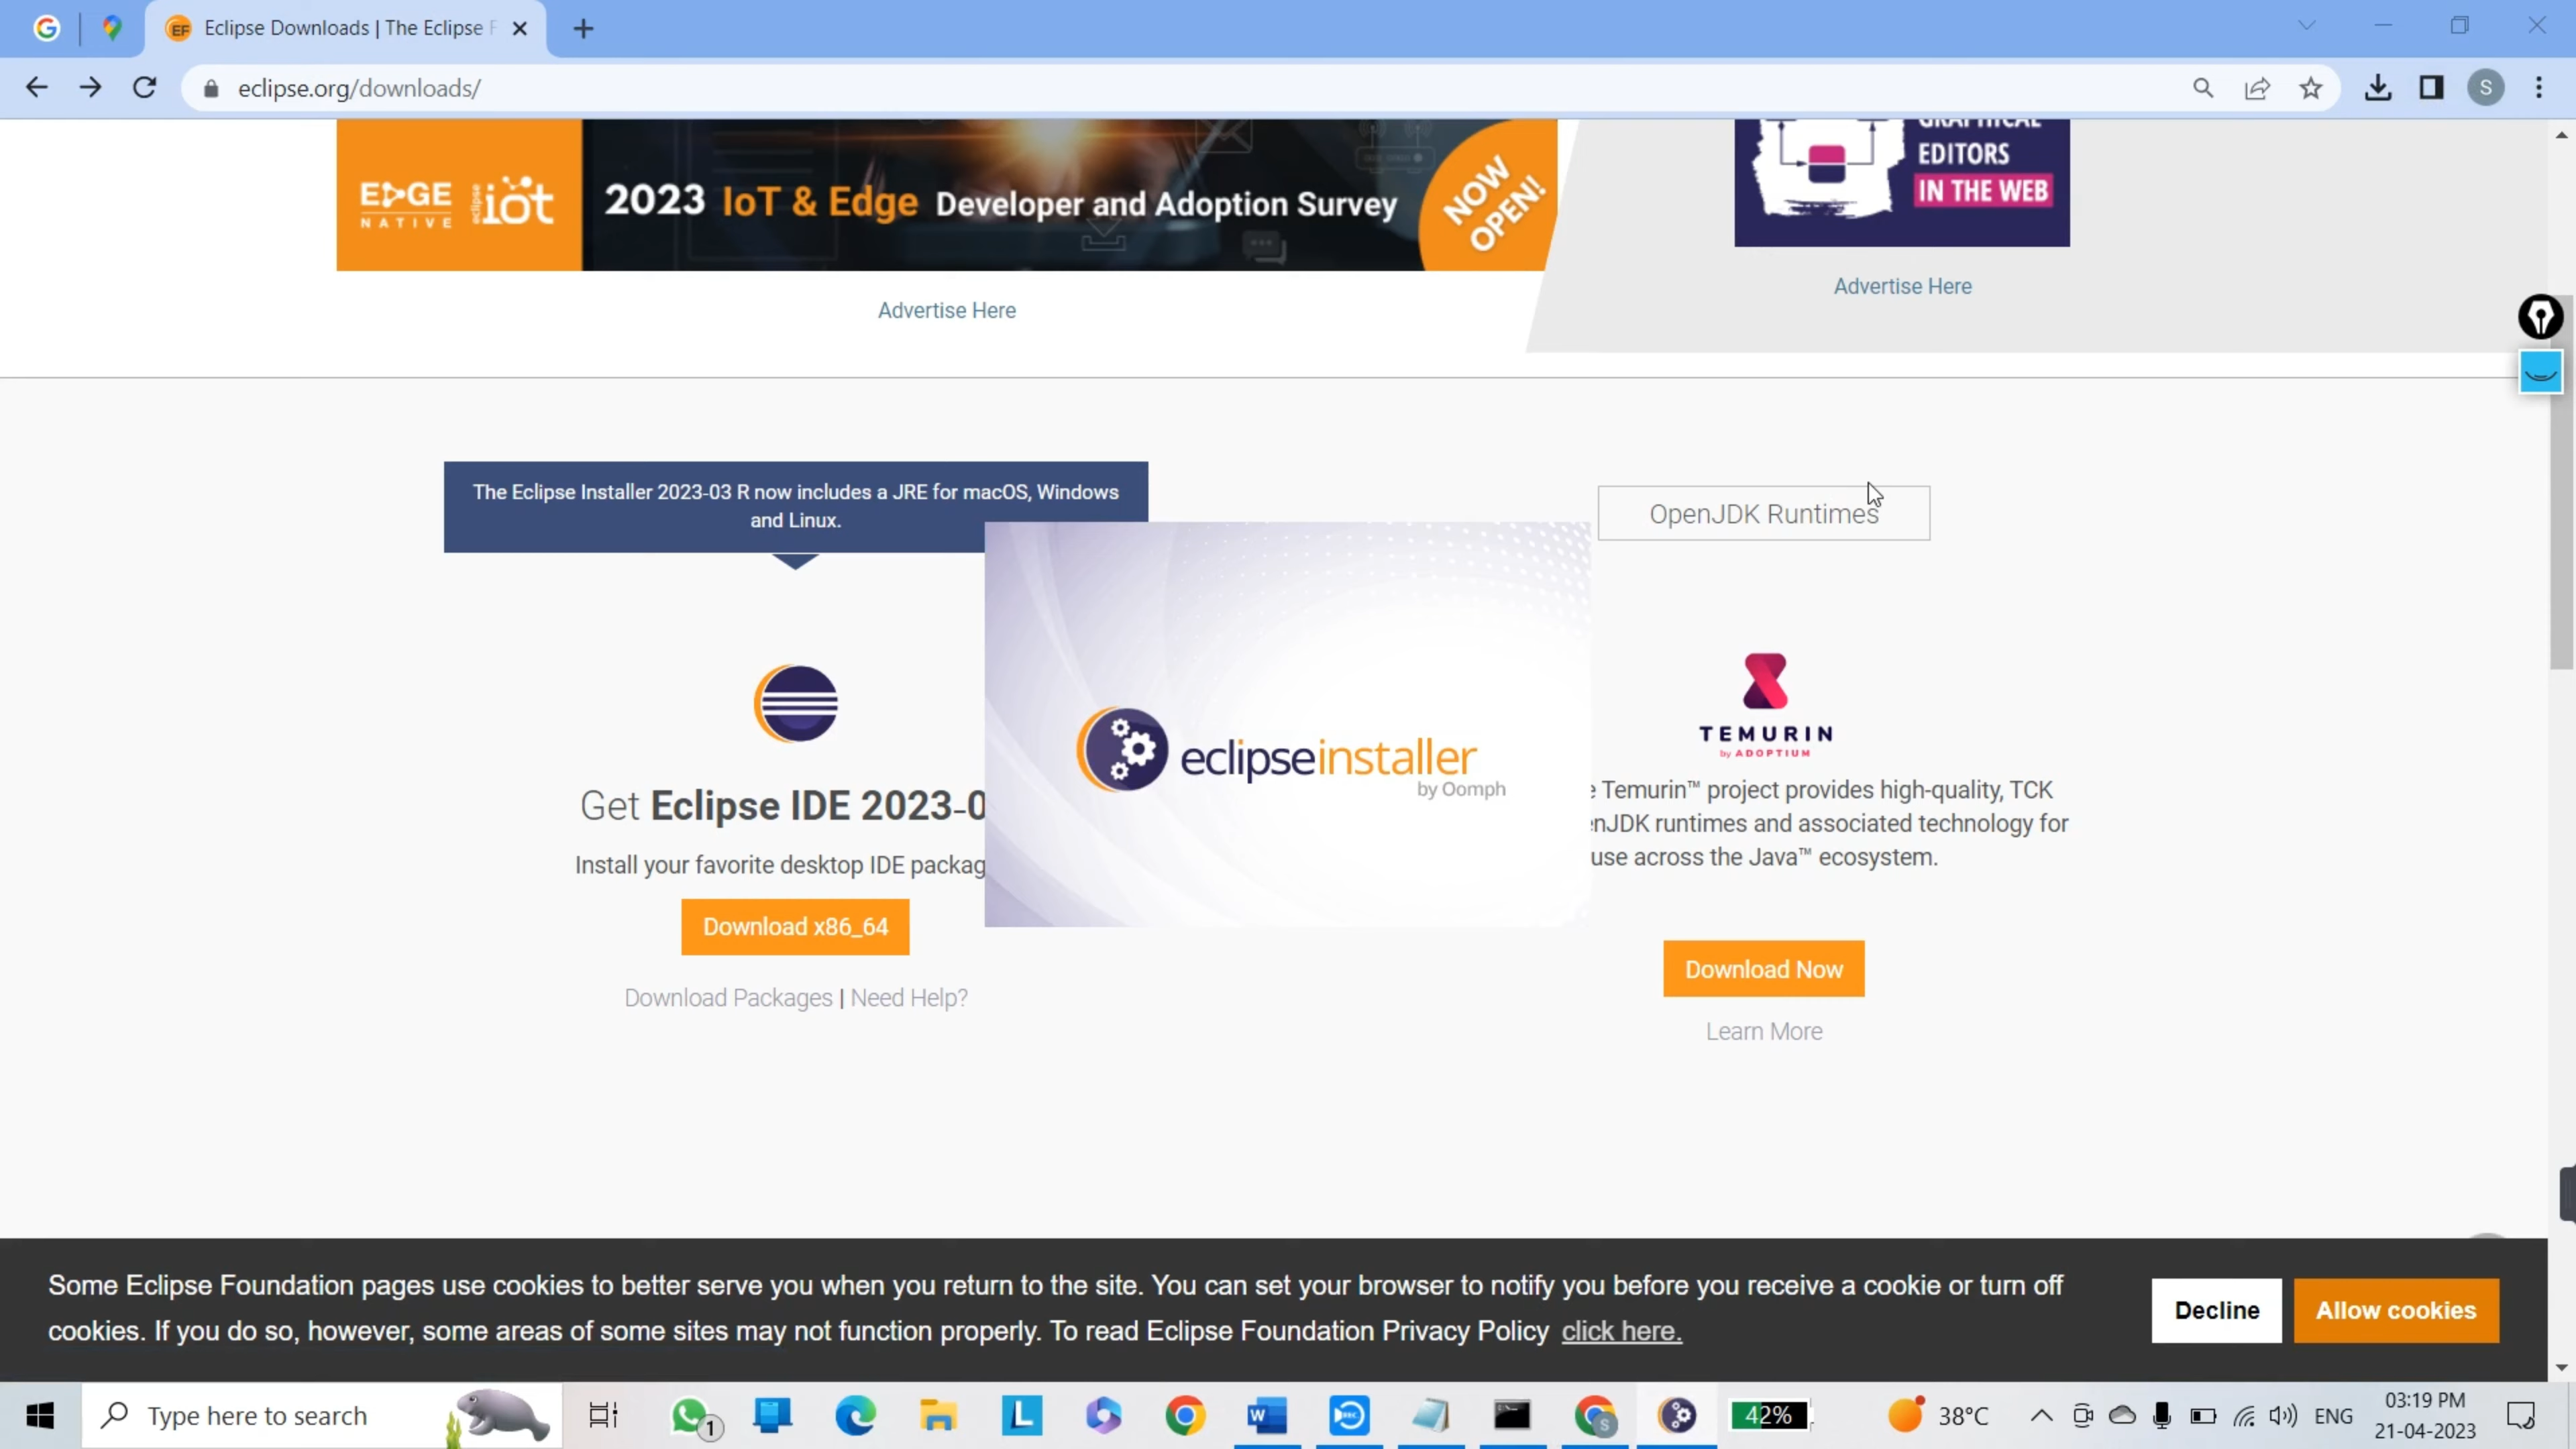 Eclipse Downloads | The Eclipse F
eclipse.org/downloads/
S
EDGE
NATIVE
eclipse
iot
2023 IoT & Edge Developer and Adoption Survey
NOW
OPEN!
Advertise Here
GRAPHICAL
EDITORS
IN THE WEB
Advertise Here
The Eclipse Installer 2023-03 R now includes a JRE for macOS, Windows
and Linux.
OpenJDK Runtimes
eclipseinstaller
by Oomph
TEMURIN
by ADOPTIUM
Get Eclipse IDE 2023-0
Install your favorite desktop IDE packag
Download x86_64
Download Packages | Need Help?
Temurin™ project provides high-quality, TCK
nJDK runtimes and associated technology for
use across the Java™ ecosystem.
Download Now
Learn More
Some Eclipse Foundation pages use cookies to better serve you when you return to the site. You can set your browser to notify you before you receive a cookie or turn off
cookies. If you do so, however, some areas of some sites may not function properly. To read Eclipse Foundation Privacy Policy click here.
Decline
Allow cookies
Type here to search
1
L
W
REC
S
42%
38°C
ENG
03:19 PM
21-04-2023